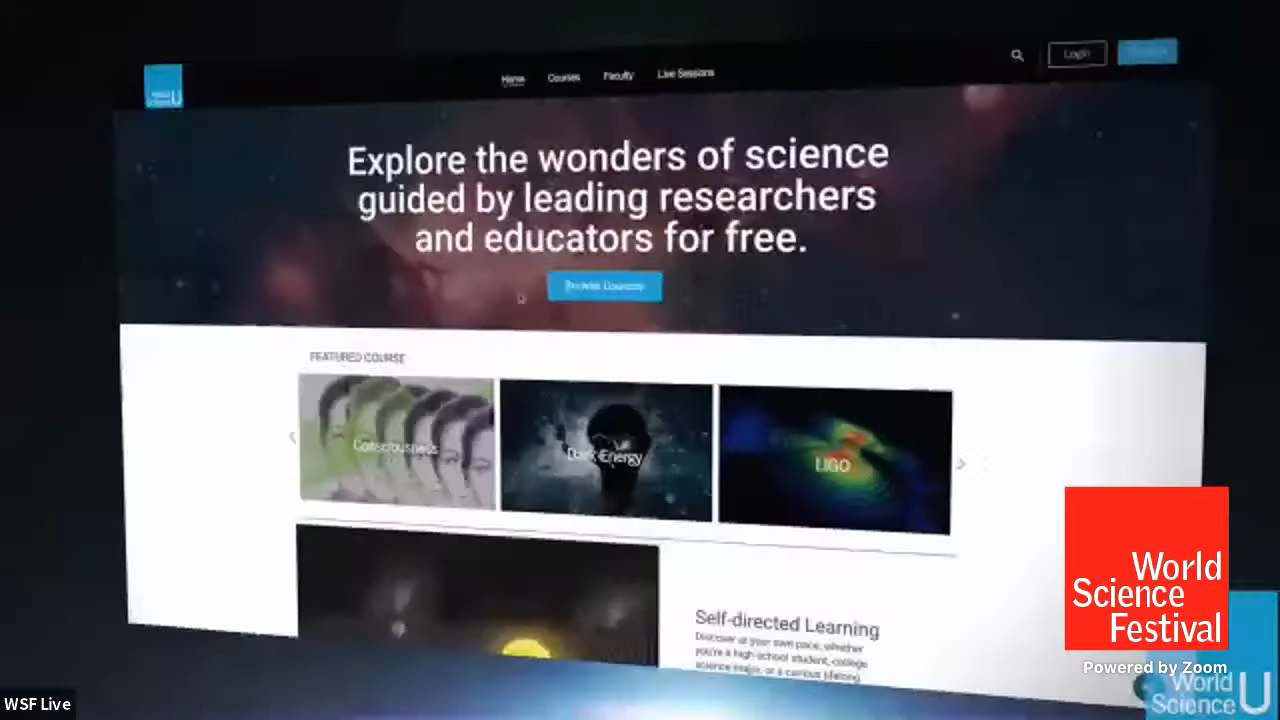 Home Courses Faculty Live Sessions
Login
U
Explore the wonders of science
guided by leading researchers
and educators for free.
Browse Courses
FEATURED COURSE
Consciousness
Dark Energy
LIGO
Self-directed Learning
Discover at your own pace, whether
you're a high school student, college
science major, or a curious lifelong
World
Science
Festival
Powered by Zoom
World
Science U
WSF Live